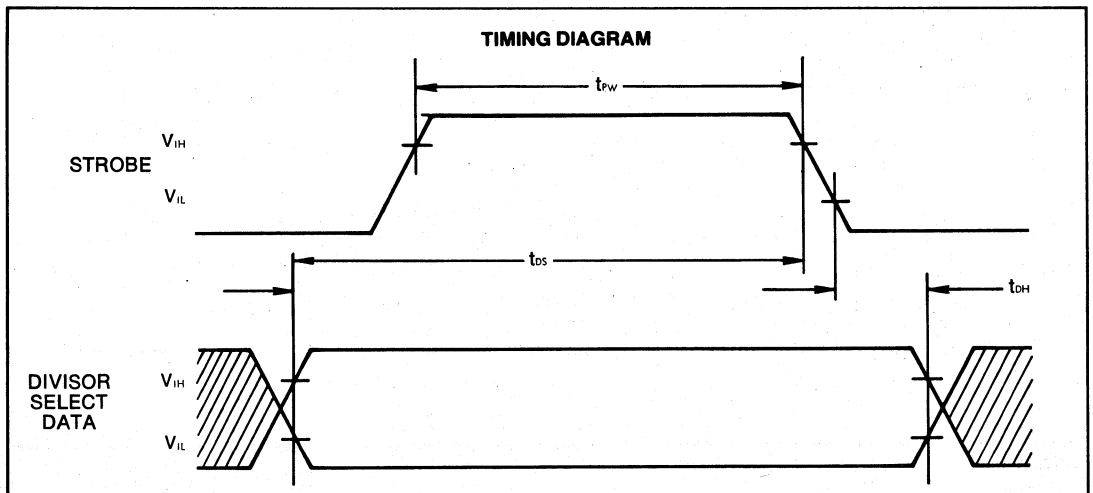 TIMING DIAGRAM
tPW
VIH
STROBE
VIL
tDS
tDH
DIVISOR
SELECT
DATA
VIH
VIL